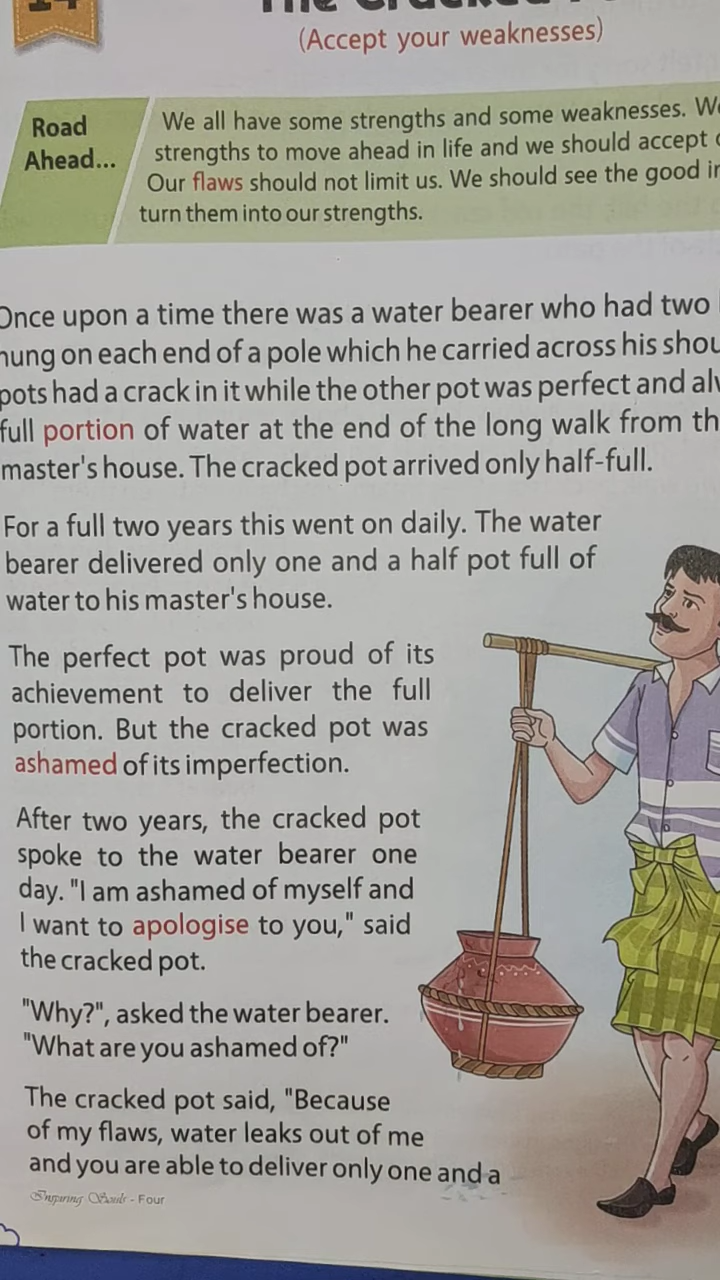 14
The Cracked
(Accept your weaknesses)
Road
Ahead...
We all have some strengths and some weaknesses.
strengths to move ahead in life and we should accept
Our flaws should not limit us. We should see the good
turn them into our strengths.
Once upon a time there was a water bearer who had two
hung on each end of a pole which he carried across his
pots had a crack in it while the other pot was perfect and
full portion of water at the end of the long walk from
master's house. The cracked pot arrived only half-full.
For a full two years this went on daily. The water
bearer delivered only one and a half pot full of
water to his master's house.
The perfect pot was proud of its
achievement to deliver the full
portion. But the cracked pot was
ashamed of its imperfection.
After two years, the cracked pot
spoke to the water bearer one
day. "I am ashamed of myself and
I want to apologise to you," said
the cracked pot.
"Why?", asked the water bearer.
"What are you ashamed of?"
The cracked pot said, "Because
of my flaws, water leaks out of me
and you are able to deliver only one and a
Inspiring Souls - Four